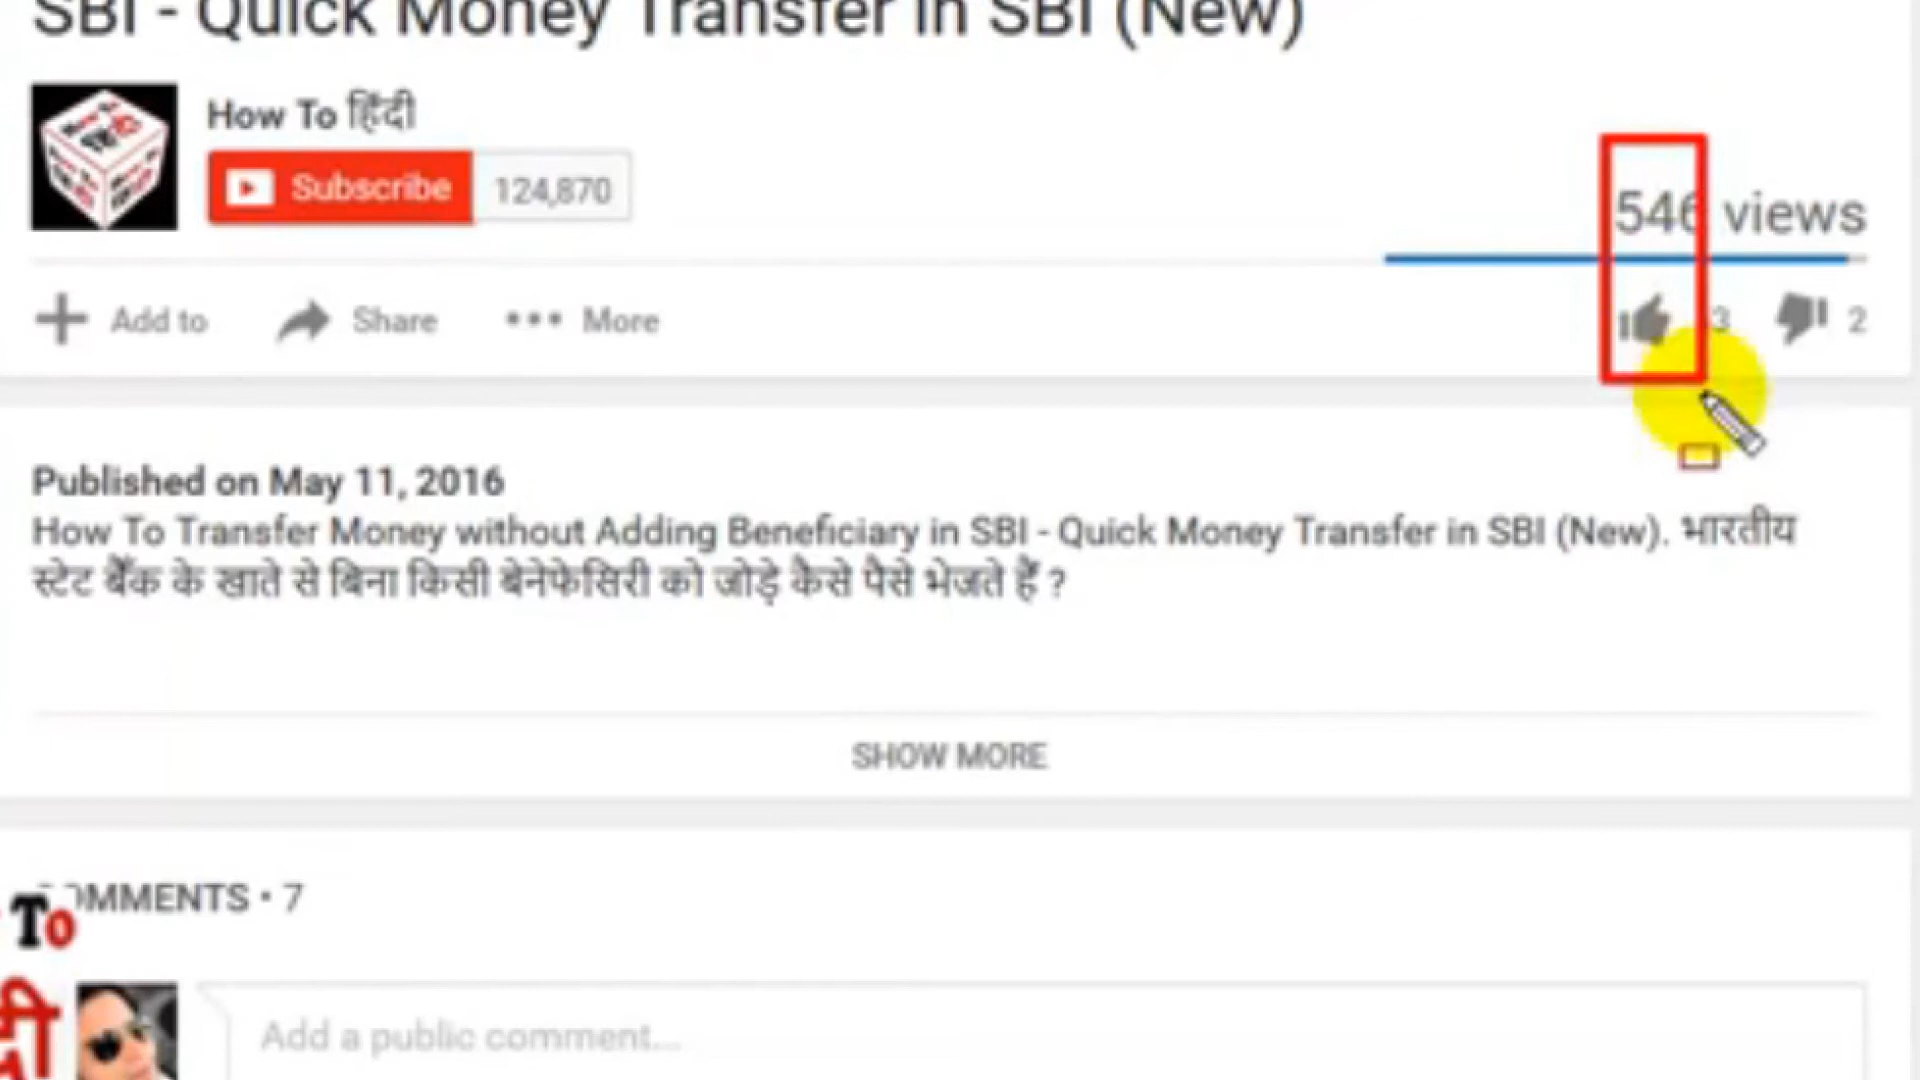 SBI - Quick Money Transfer in SBI (New)
How To हिंदी
Subscribe 124,870
546 views
Add to Share More 2
Published on May 11, 2016
How To Transfer Money without Adding Beneficiary in SBI - Quick Money Transfer in SBI (New). भारतीय
स्टेट बैंक के खाते से बिना किसी बेनेफेसिरी को जोड़े कैसे पैसे भेजते हैं ?
SHOW MORE
COMMENTS • 7
To
Add a public comment...